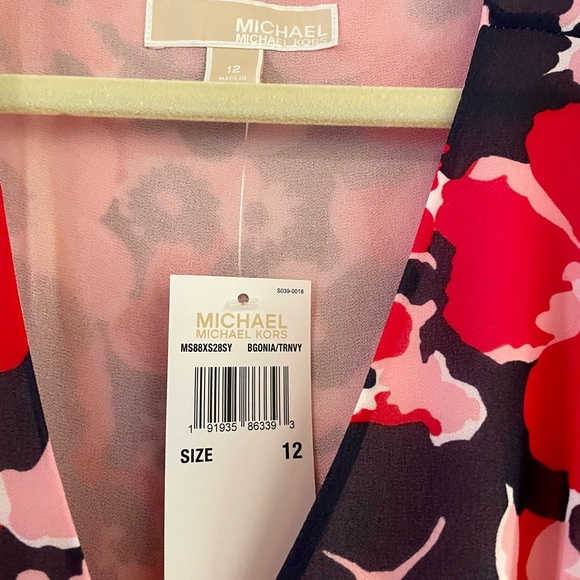 MICHAEL
MICHAEL KORS
12
MADE IN
S039-0018
MICHAEL
MICHAEL KORS
MS88XS28SY BGONIA/TRNVY
1 91935 86339 3
SIZE 12